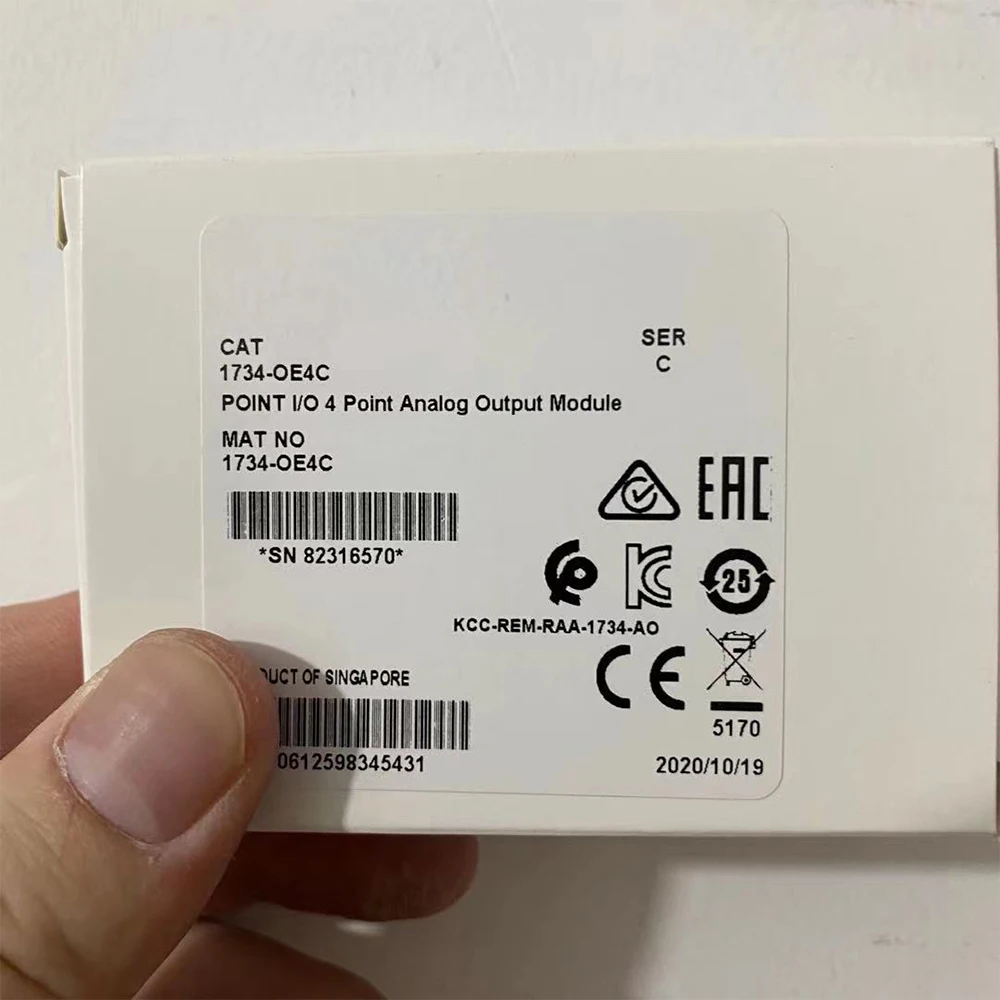 CAT
1734-OE4C
SER
C
POINT I/O 4 Point Analog Output Module
MAT NO
1734-OE4C
*SN 82316570*
EAC
25
KCC-REM-RAA-1734-AO
OF SINGAPORE
CE
5170
0612598345431
2020/10/19